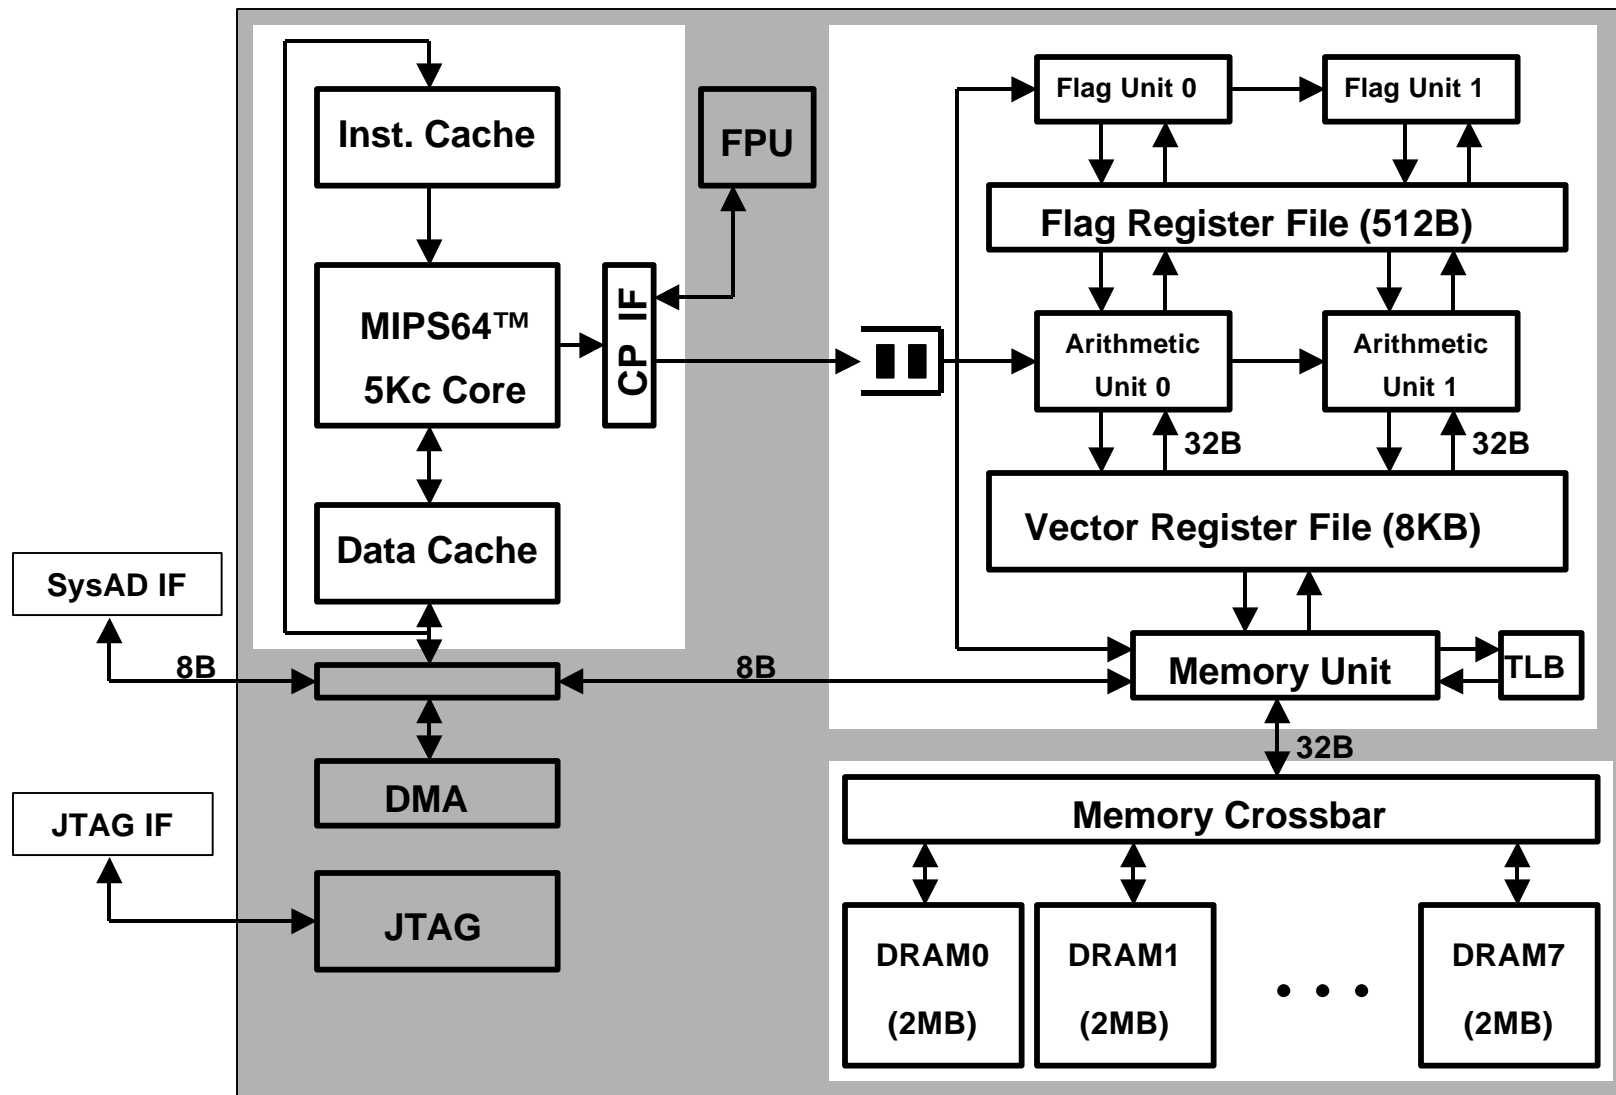 Inst. Cache
MIPS64™
5Kc Core
Data Cache
FPU
CP IF
SysAD IF
8B
8B
DMA
JTAG IF
JTAG
Flag Unit 0
Flag Unit 1
Flag Register File (512B)
Arithmetic
Unit 0
Arithmetic
Unit 1
32B
32B
Vector Register File (8KB)
Memory Unit
TLB
32B
Memory Crossbar
DRAM0
(2MB)
DRAM1
(2MB)
• • •
DRAM7
(2MB)